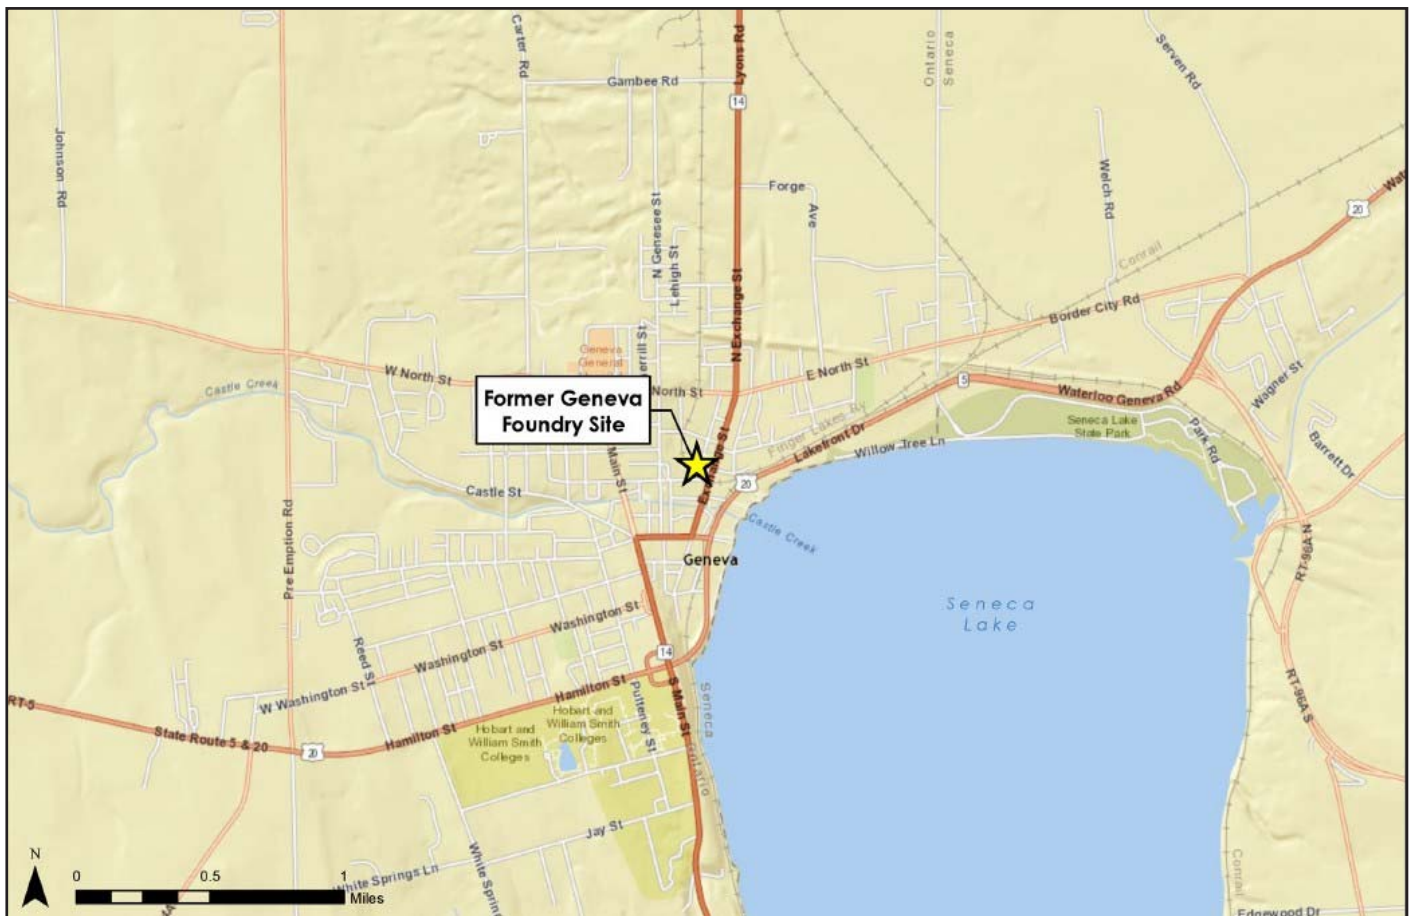 Carter Rd
Lyons Rd
Ontario
Seneca
Serven Rd
Gambee Rd
14
Johnson Rd
Forge
Ave
Welch Rd
20
N Genesee St
Lehigh St
Conrail
N Exchange St
Border City Rd
Geneva
General
W North St
E North St
5
Waterloo Geneva Rd
Wagner St
Castle Creek
North St
Former Geneva
Foundry Site
Finger Lakes Ry
Lakefront Dr
Willow Tree Ln
Seneca Lake
State Park
Park Rd
Barrett Dr
Main St
Exchange St
20
Castle St
Castle Creek
Pre Emption Rd
RT-96A N
Geneva
Seneca
Lake
Washington St
Reed St
Washington St
14
W Washington St
RT-5
Hamilton St
Pulteney St
S Main St
Seneca
Ontario
RT-96A S
State Route 5 & 20
20
Hamilton St
Hobart and
William Smith
Colleges
Hobart and
William Smith
Colleges
Jay St
White Springs Ln
White Spring
Conrail
Edgewood Dr
N
0
0.5
1
Miles